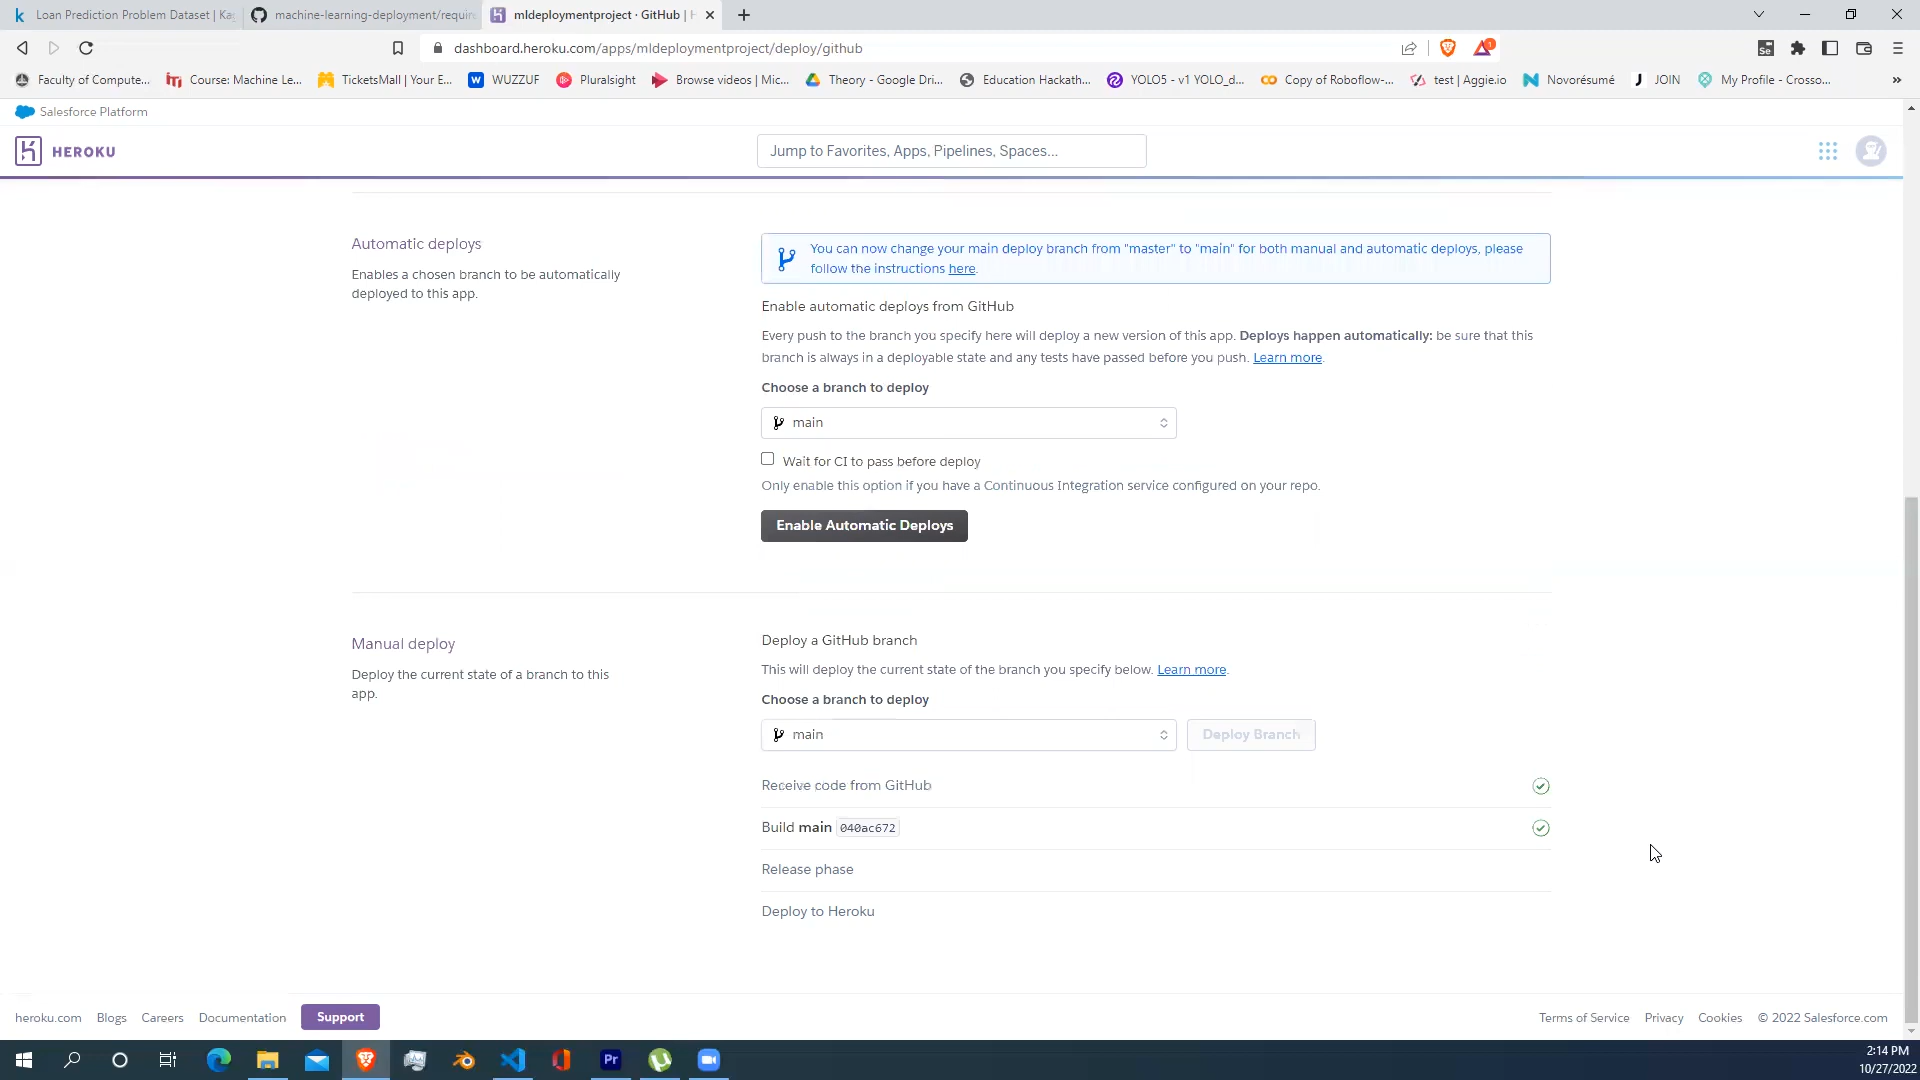 Loan Prediction Problem Dataset | Ka
machine-learning-deployment/requir
mldeploymentproject · GitHub | H
dashboard.heroku.com/apps/mldeploymentproject/deploy/github
Faculty of Compute...
Course: Machine Le...
TicketsMall | Your E...
WUZZUF
Pluralsight
Browse videos | Mic...
Theory - Google Dri...
Education Hackath...
YOLO5 - v1 YOLO_d...
Copy of Roboflow-...
test | Aggie.io
Novorésumé
JOIN
My Profile - Crosso...
Salesforce Platform
HEROKU
Jump to Favorites, Apps, Pipelines, Spaces...
Automatic deploys
Enables a chosen branch to be automatically
deployed to this app.
You can now change your main deploy branch from "master" to "main" for both manual and automatic deploys, please
follow the instructions here.
Enable automatic deploys from GitHub
Every push to the branch you specify here will deploy a new version of this app. Deploys happen automatically: be sure that this
branch is always in a deployable state and any tests have passed before you push. Learn more.
Choose a branch to deploy
main
Wait for CI to pass before deploy
Only enable this option if you have a Continuous Integration service configured on your repo.
Enable Automatic Deploys
Manual deploy
Deploy the current state of a branch to this
app.
Deploy a GitHub branch
This will deploy the current state of the branch you specify below. Learn more.
Choose a branch to deploy
main
Deploy Branch
Receive code from GitHub
Build main 040ac672
Release phase
Deploy to Heroku
heroku.com
Blogs
Careers
Documentation
Support
Terms of Service
Privacy
Cookies
© 2022 Salesforce.com
2:14 PM
10/27/2022